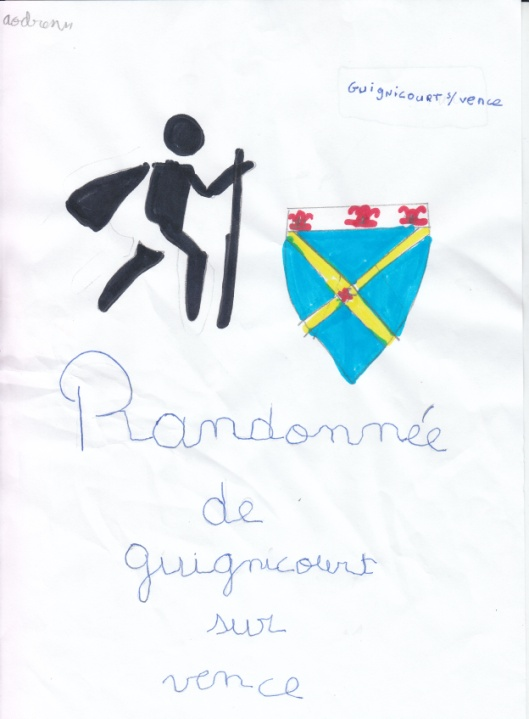 Guignicourt s/vence
Randonnée
de
guignicourt
sur
vence